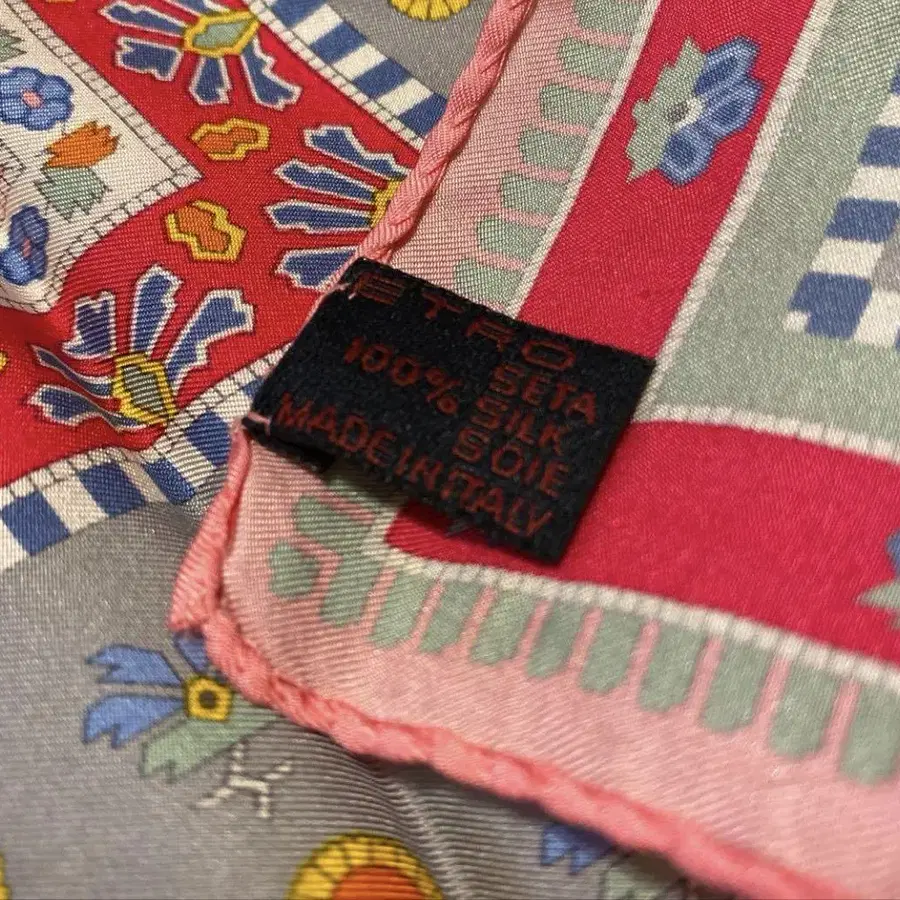 ETRO
100% SETA
SILK
SOIE
MADE IN ITALY